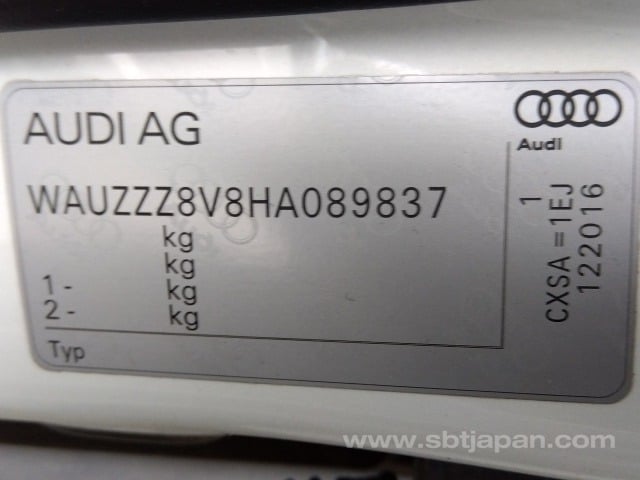 AUDI AG
Audi
WAUZZZ8V8HA089837
kg
kg
1 - kg
2 - kg
Typ
1
CXSA = 1EJ
122016
www.sbtjapan.com